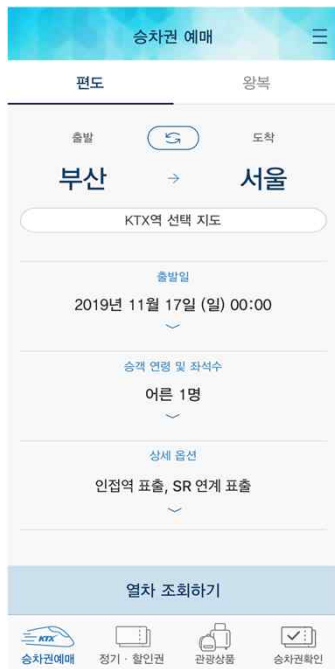 승차권 예매
편도 왕복
출발 도착
부산 → 서울
KTX역 선택 지도
출발일
2019년 11월 17일 (일) 00:00
승객 연령 및 좌석수
어른 1명
상세 옵션
인접역 표출, SR 연계 표출
열차 조회하기
KTX
승차권예매 정기·할인권 관광상품 승차권확인